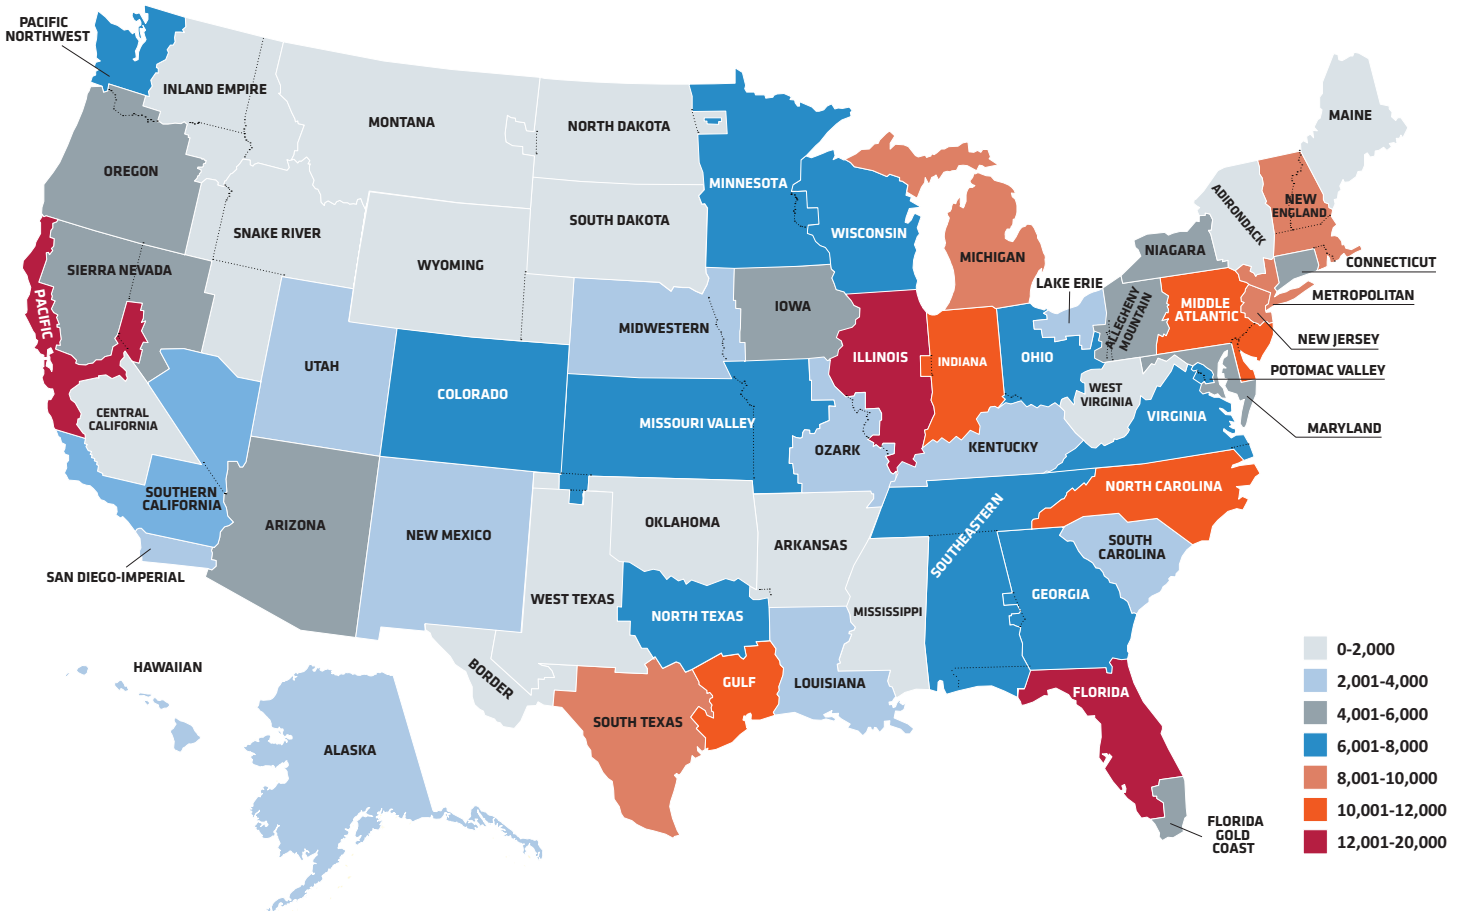 PACIFIC
NORTHWEST
INLAND EMPIRE
MONTANA
NORTH DAKOTA
MINNESOTA
MAINE
OREGON
SNAKE RIVER
SOUTH DAKOTA
WISCONSIN
MICHIGAN
ADIRONDACK
NEW
ENGLAND
NIAGARA
SIERRA NEVADA
WYOMING
PACIFIC
IOWA
LAKE ERIE
ALLEGHENY
MOUNTAIN
MIDDLE
ATLANTIC
CONNECTICUT
METROPOLITAN
NEW JERSEY
POTOMAC VALLEY
MARYLAND
MIDWESTERN
UTAH
COLORADO
ILLINOIS
INDIANA
OHIO
WEST
VIRGINIA
VIRGINIA
CENTRAL
CALIFORNIA
MISSOURI VALLEY
OZARK
KENTUCKY
SOUTHERN
CALIFORNIA
ARIZONA
NEW MEXICO
OKLAHOMA
ARKANSAS
SOUTHEASTERN
NORTH CAROLINA
SOUTH
CAROLINA
SAN DIEGO-IMPERIAL
WEST TEXAS
NORTH TEXAS
MISSISSIPPI
GEORGIA
HAWAIIAN
BORDER
GULF
LOUISIANA
FLORIDA
SOUTH TEXAS
ALASKA
FLORIDA
GOLD
COAST
0-2,000
2,001-4,000
4,001-6,000
6,001-8,000
8,001-10,000
10,001-12,000
12,001-20,000